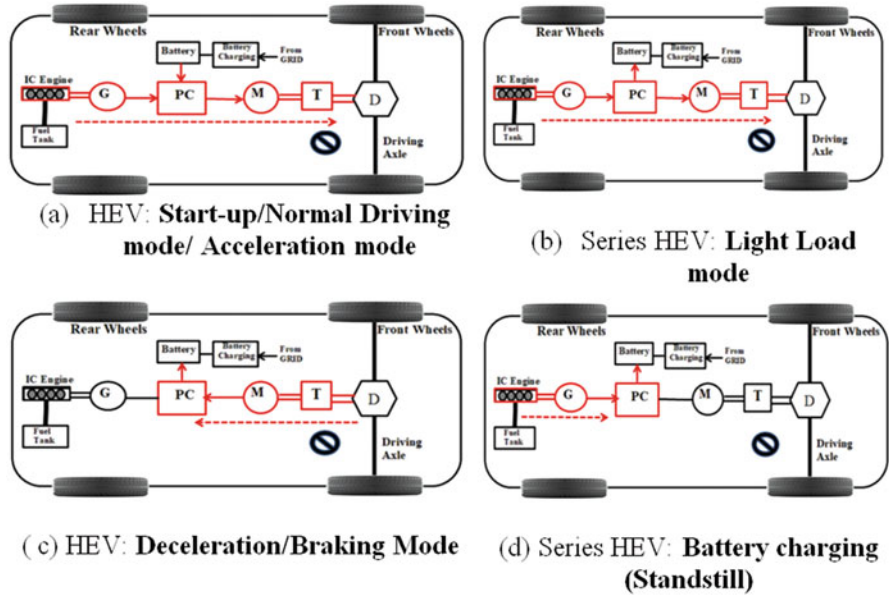 Rear Wheels
Front Wheels
Battery
Battery
Charging
From
GRID
IC Engine
G
PC
M
T
D
Fuel
Tank
Driving
Axle
(a) HEV: Start-up/Normal Driving
mode/ Acceleration mode
Rear Wheels
Front Wheels
Battery
Battery
Charging
From
GRID
IC Engine
G
PC
M
T
D
Fuel
Tank
Driving
Axle
(b) Series HEV: Light Load
mode
Rear Wheels
Front Wheels
Battery
Battery
Charging
From
GRID
IC Engine
G
PC
M
T
D
Fuel
Tank
Driving
Axle
( c) HEV: Deceleration/Braking Mode
Rear Wheels
Front Wheels
Battery
Battery
Charging
From
GRID
IC Engine
G
PC
M
T
D
Fuel
Tank
Driving
Axle
(d) Series HEV: Battery charging
(Standstill)